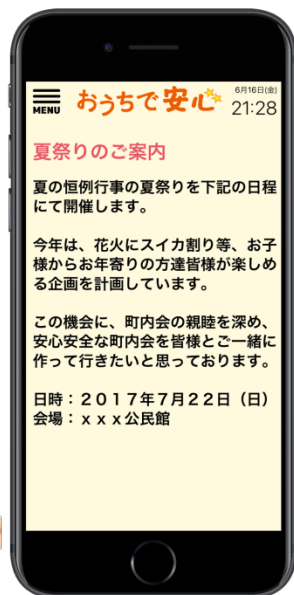 MENU
おうちで安心
6月16日(金)
21:28
夏祭りのご案内
夏の恒例行事の夏祭りを下記の日程
にて開催します。
今年は、花火にスイカ割り等、お子
様からお年寄りの方達皆様が楽しめ
る企画を計画しています。
この機会に、町内会の親睦を深め、
安心安全な町内会を皆様とご一緒に
作って行きたいと思っております。
日時：２０１７年７月２２日（日）
会場：ｘｘｘ公民館